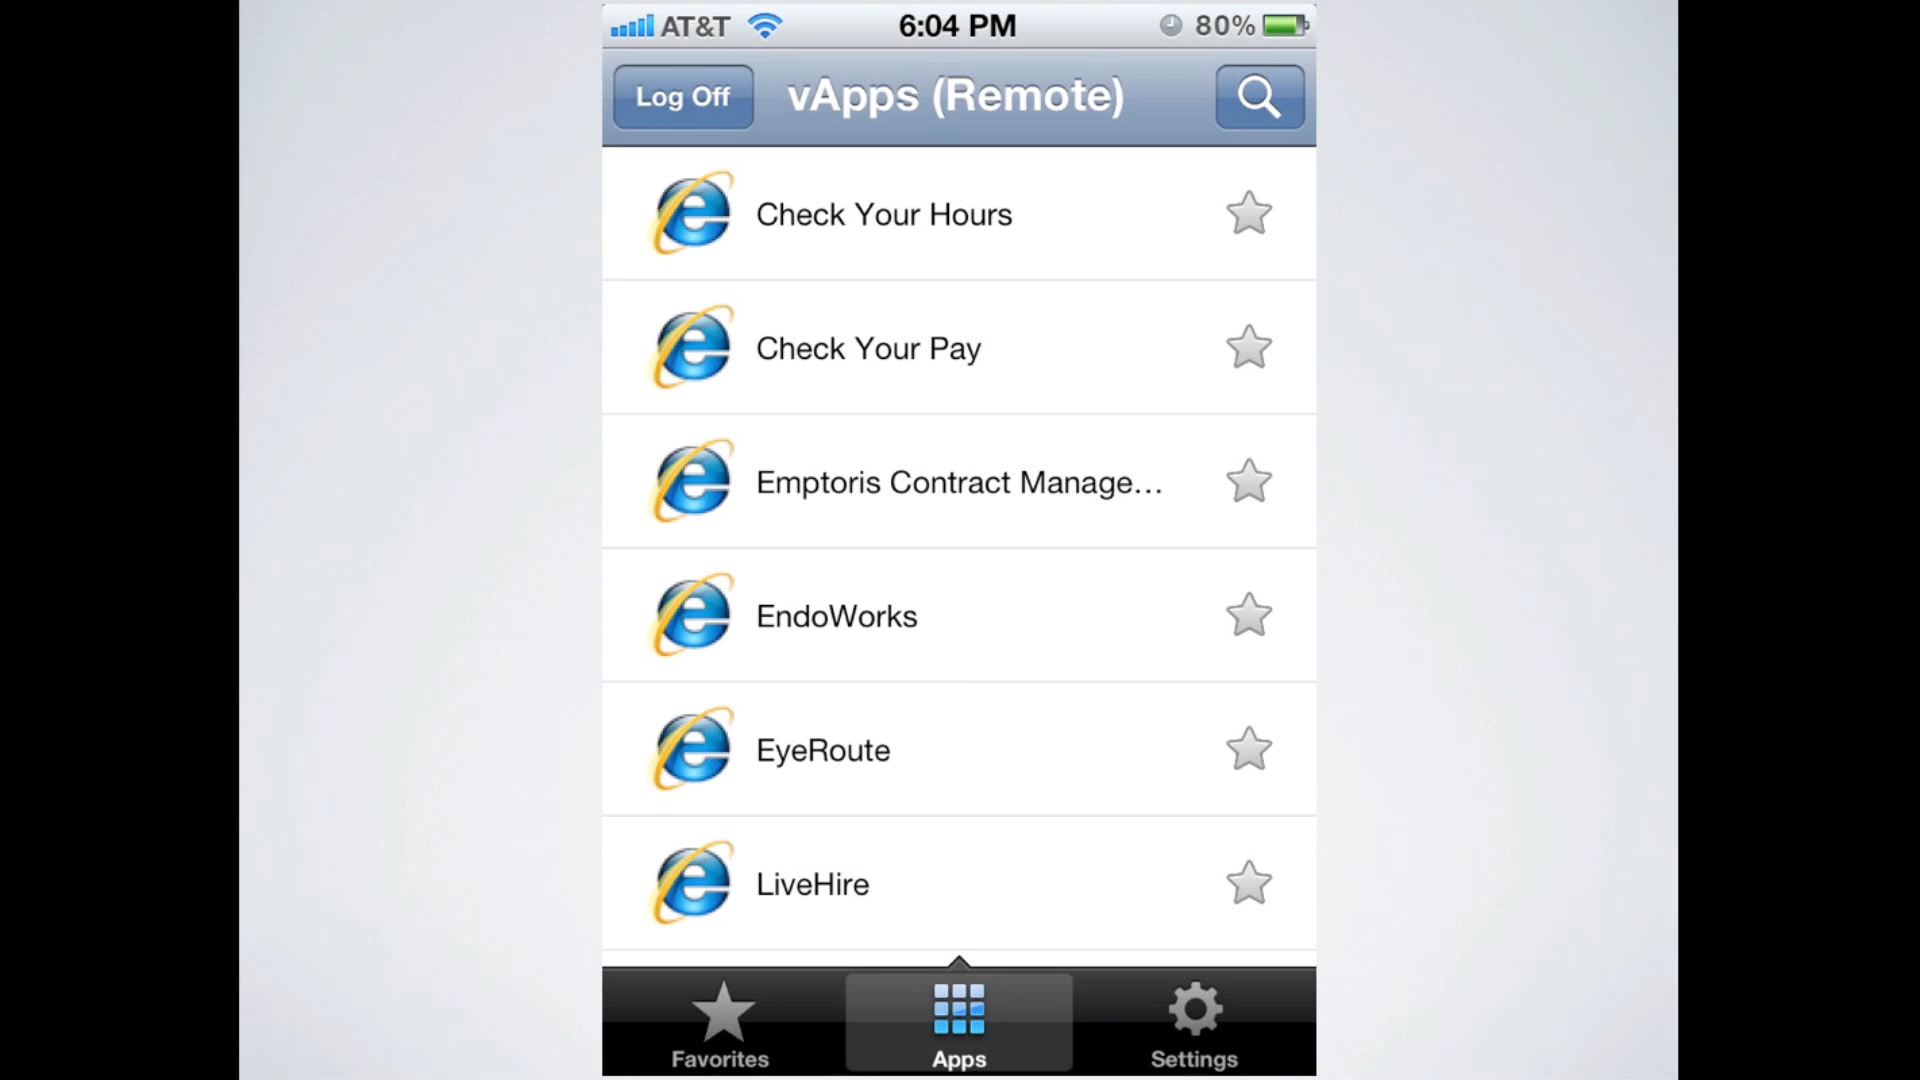 AT&T 6:04 PM 80%
Log Off vApps (Remote)
Check Your Hours
Check Your Pay
Emptoris Contract Manage...
EndoWorks
EyeRoute
LiveHire
Favorites Apps Settings